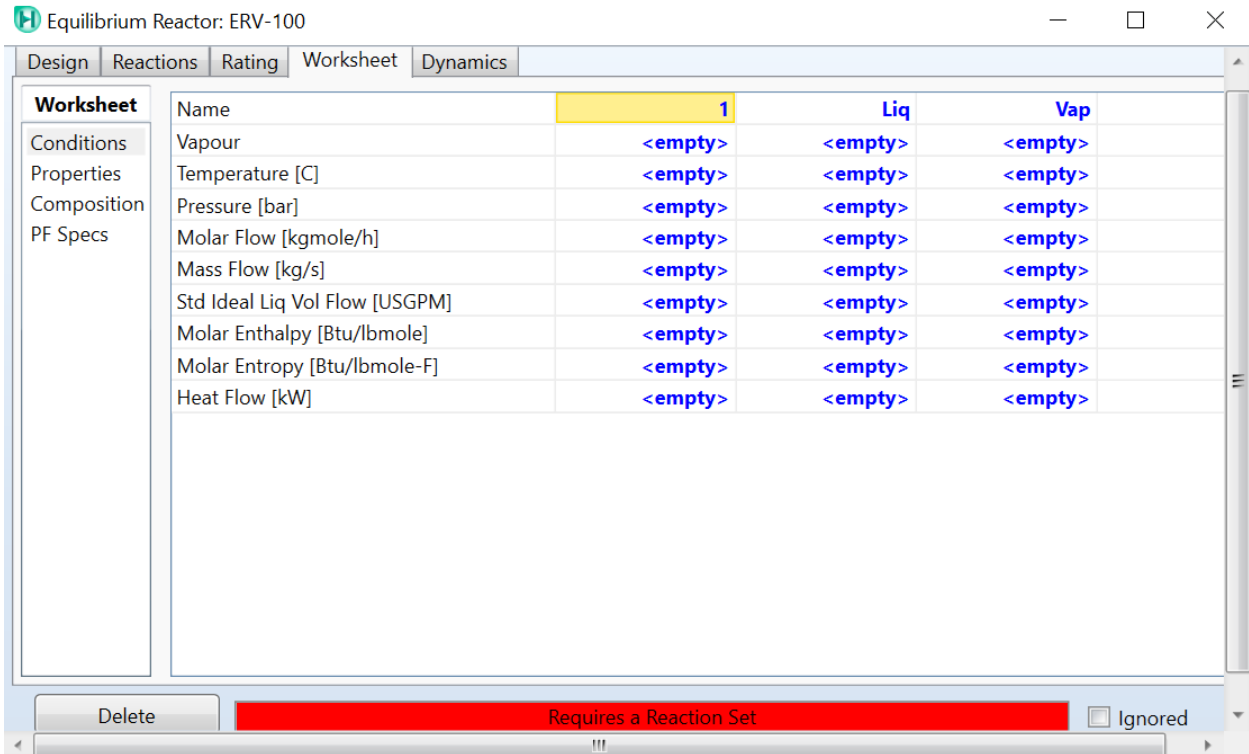 Equilibrium Reactor: ERV-100
Design Reactions Rating Worksheet Dynamics
Worksheet
Conditions
Properties
Composition
PF Specs
Name 1 Liq Vap
Vapour <empty> <empty> <empty>
Temperature [C] <empty> <empty> <empty>
Pressure [bar] <empty> <empty> <empty>
Molar Flow [kgmole/h] <empty> <empty> <empty>
Mass Flow [kg/s] <empty> <empty> <empty>
Std Ideal Liq Vol Flow [USGPM] <empty> <empty> <empty>
Molar Enthalpy [Btu/lbmole] <empty> <empty> <empty>
Molar Entropy [Btu/lbmole-F] <empty> <empty> <empty>
Heat Flow [kW] <empty> <empty> <empty>
Delete Requires a Reaction Set Ignored